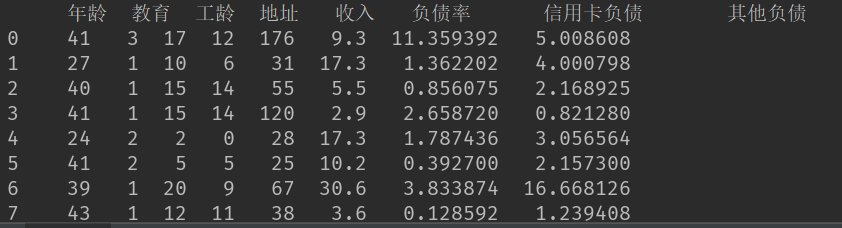 年龄 教育 工龄 地址 收入 负债率 信用卡负债 其他负债
0 41 3 17 12 176 9.3 11.359392 5.008608
1 27 1 10 6 31 17.3 1.362202 4.000798
2 40 1 15 14 55 5.5 0.856075 2.168925
3 41 1 15 14 120 2.9 2.658720 0.821280
4 24 2 2 0 28 17.3 1.787436 3.056564
5 41 2 5 5 25 10.2 0.392700 2.157300
6 39 1 20 9 67 30.6 3.833874 16.668126
7 43 1 12 11 38 3.6 0.128592 1.239408